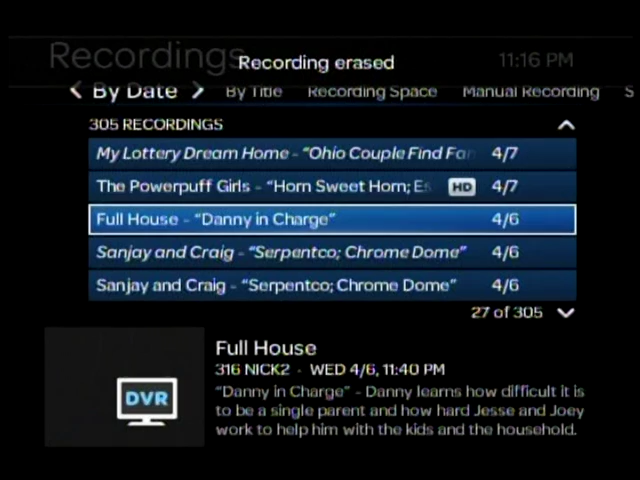 Recordings
Recording erased
11:16 PM
< By Date > By Title Recording Space Manual Recording S
305 RECORDINGS
My Lottery Dream Home - "Ohio Couple Find Fan 4/7
The Powerpuff Girls - "Horn Sweet Horn; Es HD 4/7
Full House - "Danny in Charge" 4/6
Sanjay and Craig - "Serpentco; Chrome Dome" 4/6
Sanjay and Craig - "Serpentco; Chrome Dome" 4/6
27 of 305
Full House
316 NICK2 · WED 4/6, 11:40 PM
DVR
"Danny in Charge" - Danny learns how difficult it is
to be a single parent and how hard Jesse and Joey
work to help him with the kids and the household.